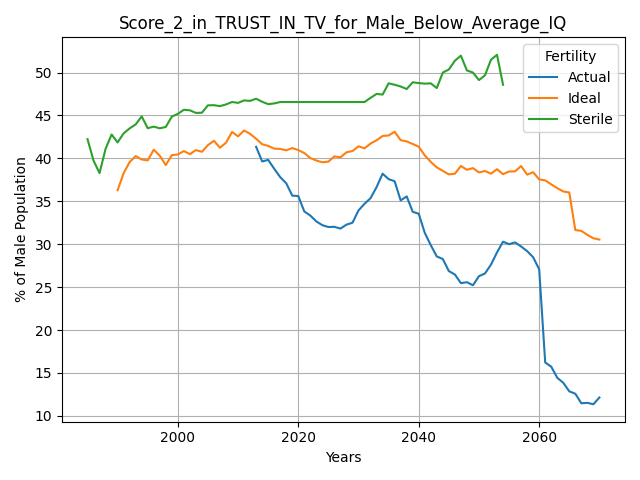 Score_2_in_TRUST_IN_TV_for_Male_Below_Average_IQ
Fertility
Actual
Ideal
Sterile
% of Male Population
50
45
40
35
30
25
20
15
10
2000 2020 2040 2060
Years